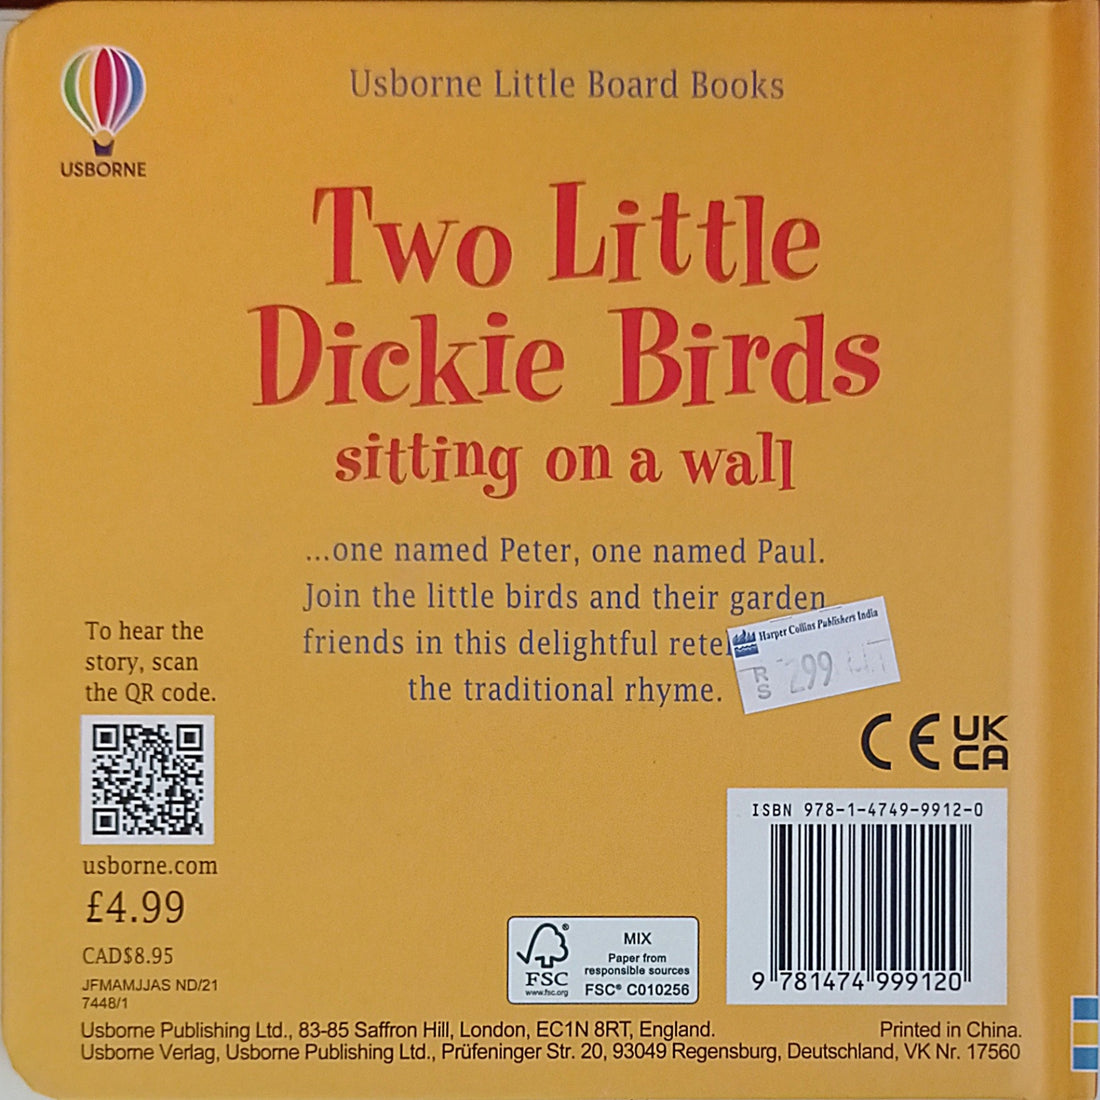 Usborne Little Board Books
USBORNE
Two Little
Dickie Birds
sitting on a wall
...one named Peter, one named Paul.
Join the little birds and their garden
friends in this delightful
the traditional rhyme.
Harper Collins Publishers India
RS 299
To hear the
story, scan
the QR code.
usborne.com
£4.99
CAD$8.95
JFMAMJJAS ND/21
7448/1
CE UK
CA
ISBN 978-1-4749-9912-0
9 781474 999120
FSC®
www.fsc.org
MIX
Paper from
responsible sources
FSC® C010256
Usborne Publishing Ltd., 83-85 Saffron Hill, London, EC1N 8RT, England. Printed in China.
Usborne Verlag, Usborne Publishing Ltd., Prüfeninger Str. 20, 93049 Regensburg, Deutschland, VK Nr. 17560